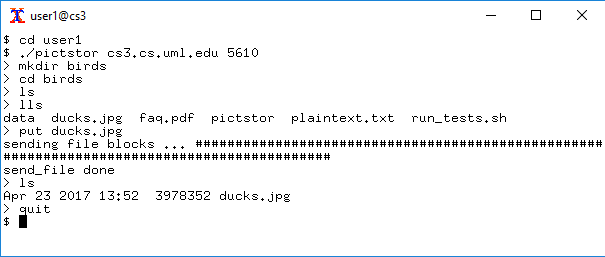 user1@cs3
$ cd user1
$ ./pictstor cs3.cs.uml.edu 5610
> mkdir birds
> cd birds
> ls
> lls
data  ducks.jpg  faq.pdf  pictstor  plaintext.txt  run_tests.sh
> put ducks.jpg
sending file blocks ... ###################################################
#########################################
send_file done
> ls
Apr 23 2017 13:52  3978352 ducks.jpg
> quit
$